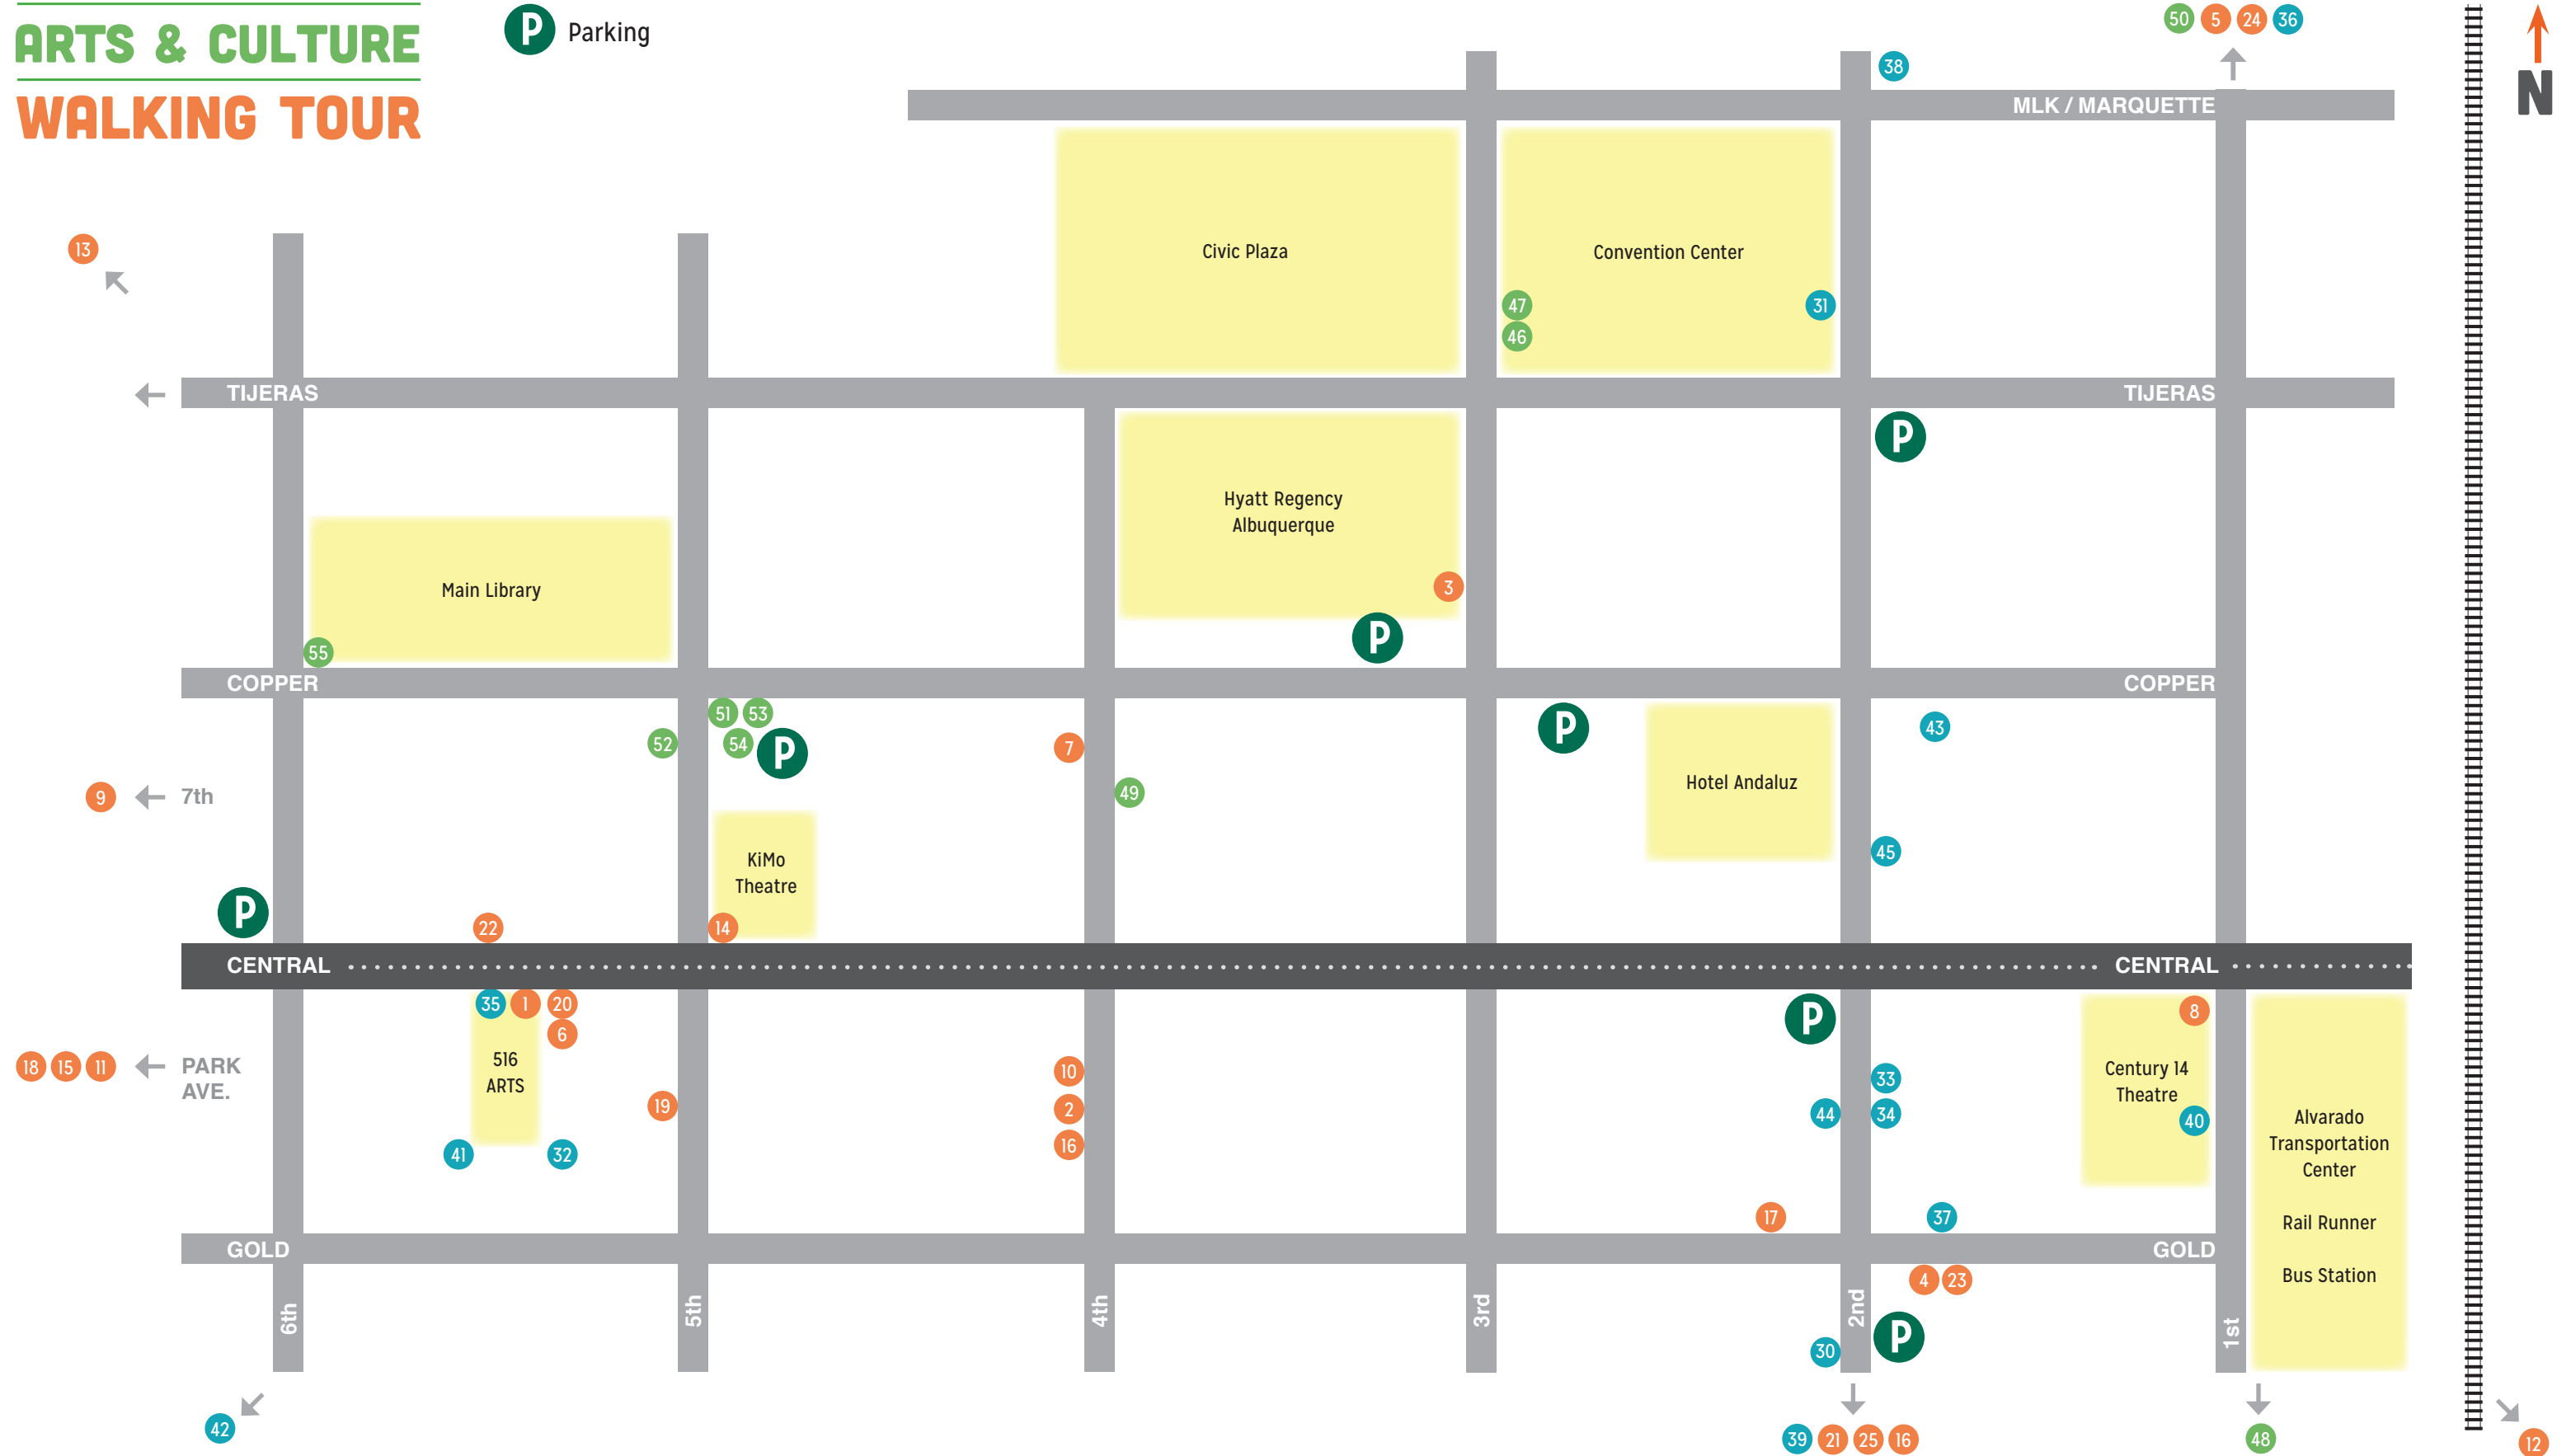 ARTS & CULTURE
WALKING TOUR
P Parking
50 5 24 36
N
38
MLK / MARQUETTE
13
Civic Plaza
Convention Center
47
31
46
TIJERAS
TIJERAS
P
Hyatt Regency
Albuquerque
3
Main Library
P
55
COPPER
COPPER
51 53
52 54 P
7
49
P
Hotel Andaluz
43
45
9
7th
KiMo
Theatre
P
22
14
CENTRAL
CENTRAL
35 1 20
6
516
ARTS
18 15 11
PARK
AVE.
19
41
32
10
2
16
P
33
44
34
8
Century 14
Theatre
40
Alvarado
Transportation
Center
Rail Runner
Bus Station
17
37
GOLD
GOLD
4 23
6th
5th
4th
3rd
2nd
1st
30
P
42
39 21 25 16
48
12